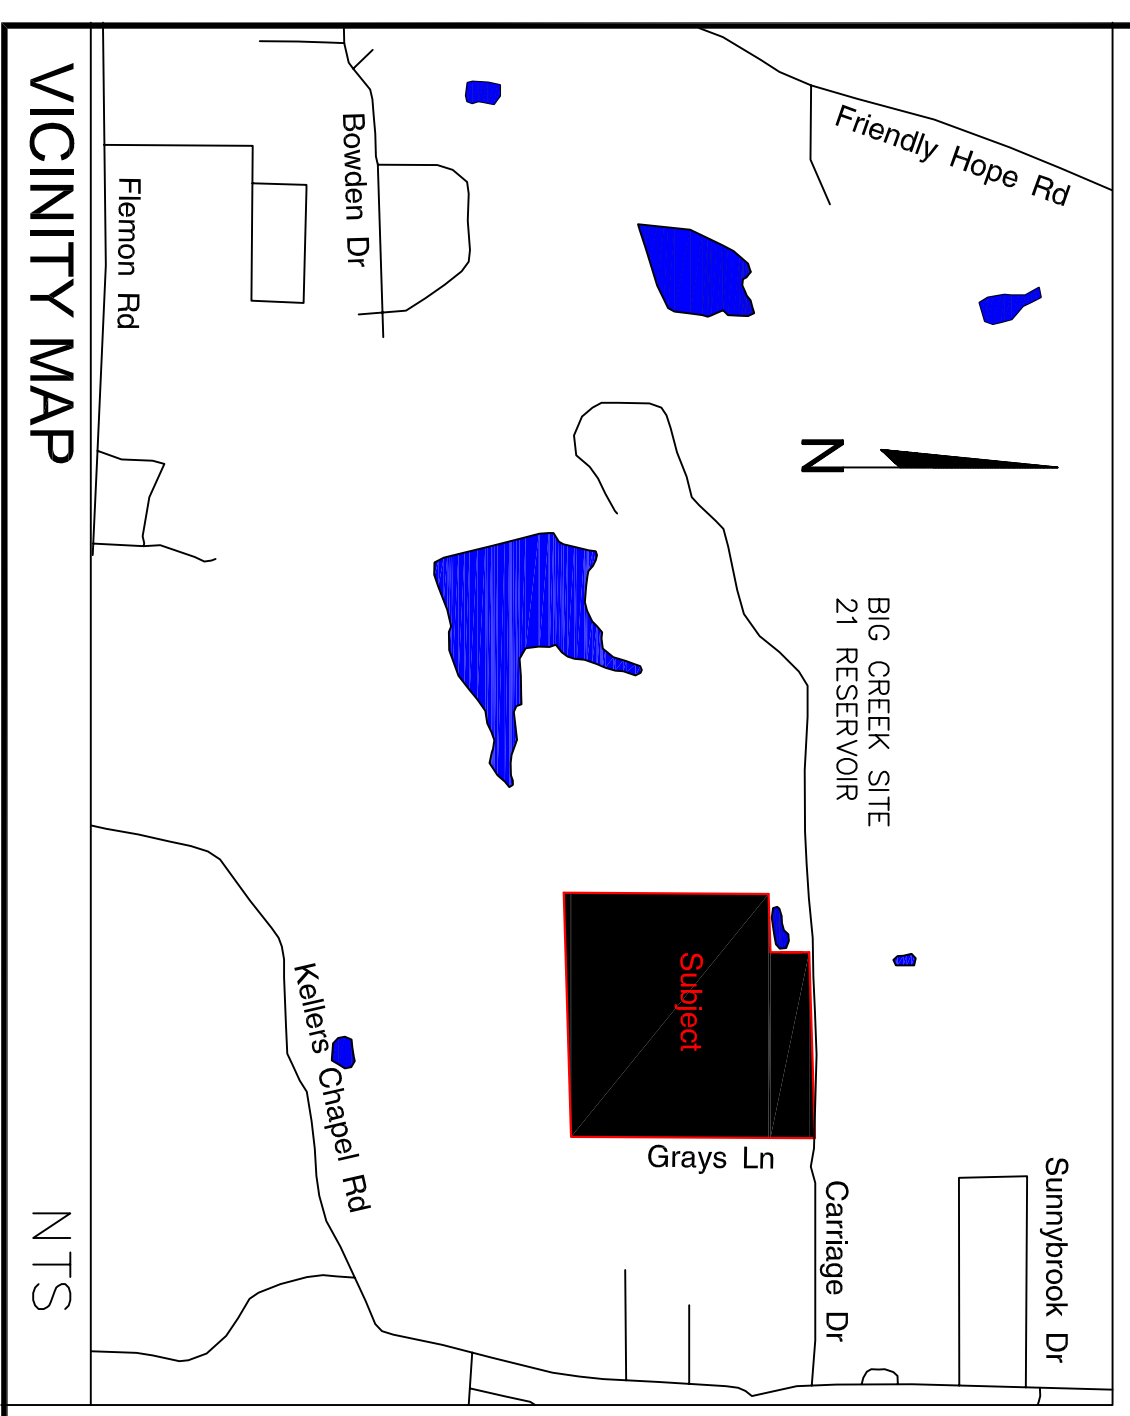 Friendly Hope Rd
Sunnybrook Dr
BIG CREEK SITE
21 RESERVOIR
N
Carriage Dr
Grays Ln
Subject
Bowden Dr
Kellers Chapel Rd
Flemon Rd
VICINITY MAP
NTS